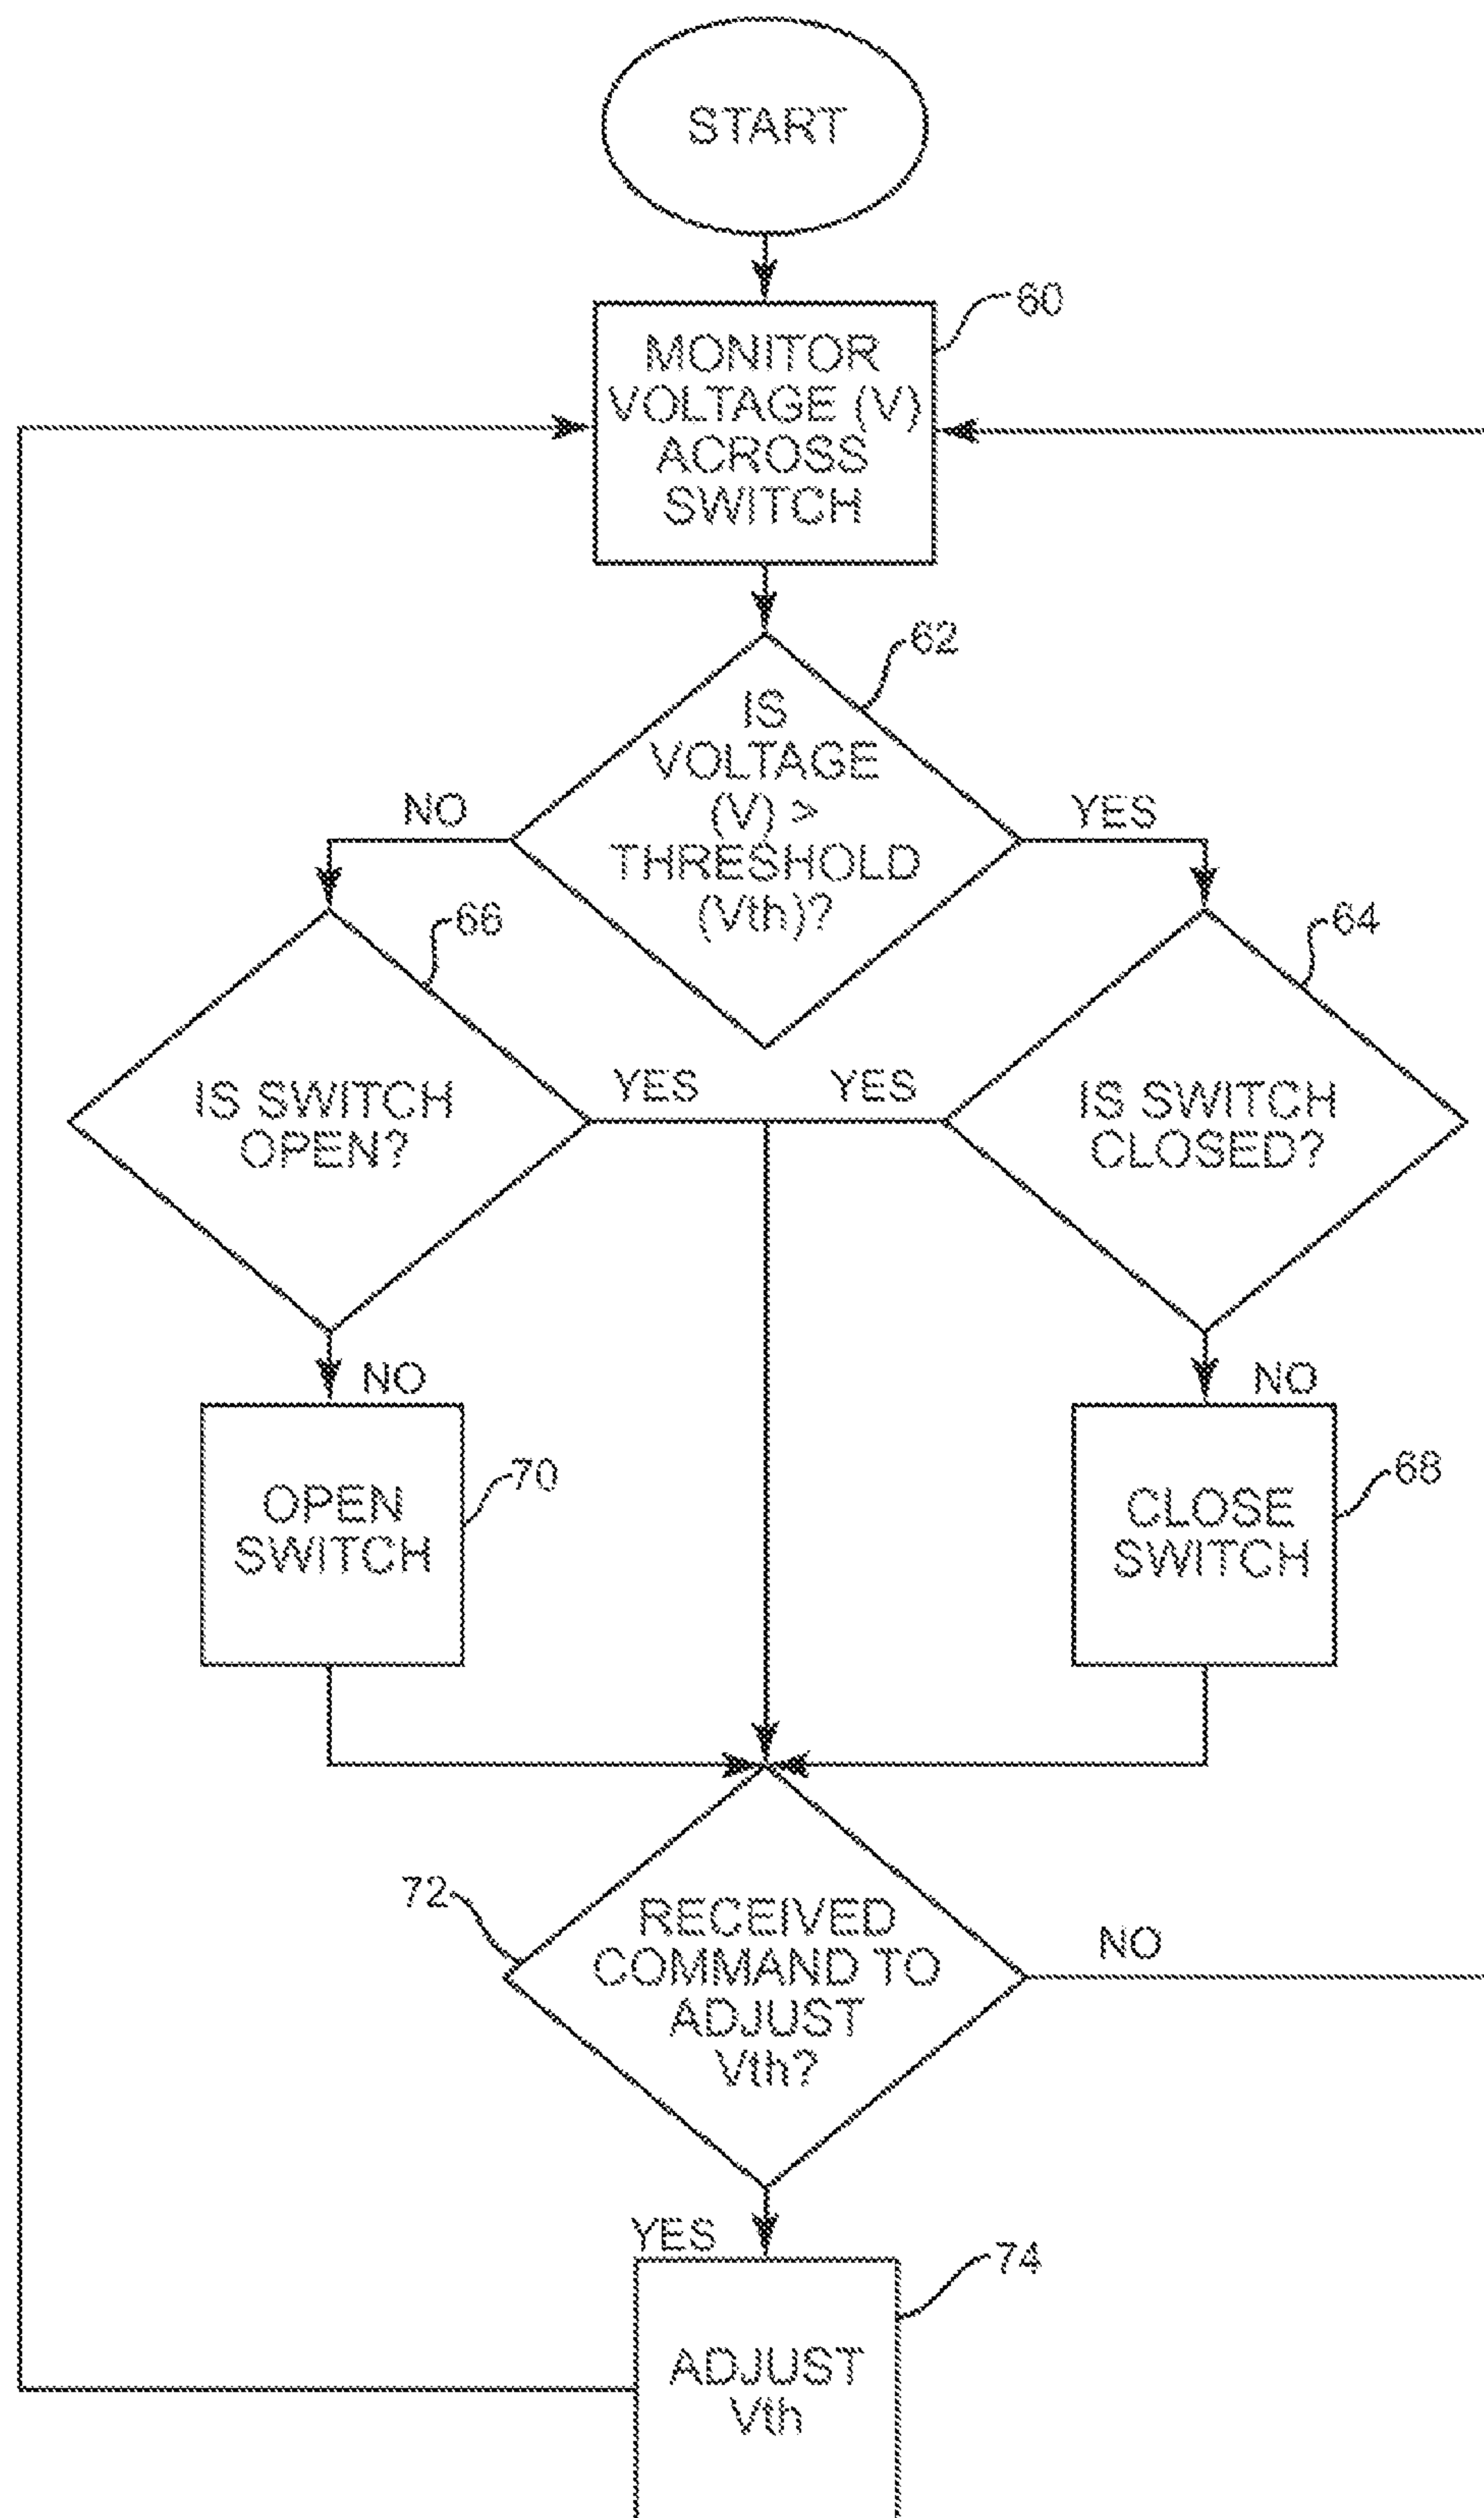 START
60
MONITOR
VOLTAGE (V)
ACROSS
SWITCH
62
IS
VOLTAGE
(V) >
THRESHOLD
(Vth)?
NO
YES
66
64
IS SWITCH
OPEN?
YES
YES
IS SWITCH
CLOSED?
NO
NO
OPEN
SWITCH
70
CLOSE
SWITCH
68
72
RECEIVED
COMMAND TO
ADJUST
Vth?
NO
YES
74
ADJUST
Vth